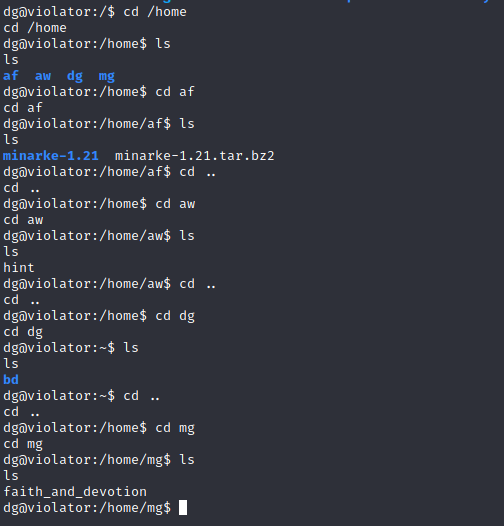 dg@violator:/$ cd /home
cd /home
dg@violator:/home$ ls
ls
af  aw  dg  mg
dg@violator:/home$ cd af
cd af
dg@violator:/home/af$ ls
ls
minarke-1.21  minarke-1.21.tar.bz2
dg@violator:/home/af$ cd ..
cd ..
dg@violator:/home$ cd aw
cd aw
dg@violator:/home/aw$ ls
ls
hint
dg@violator:/home/aw$ cd ..
cd ..
dg@violator:/home$ cd dg
cd dg
dg@violator:~$ ls
ls
bd
dg@violator:~$ cd ..
cd ..
dg@violator:/home$ cd mg
cd mg
dg@violator:/home/mg$ ls
ls
faith_and_devotion
dg@violator:/home/mg$